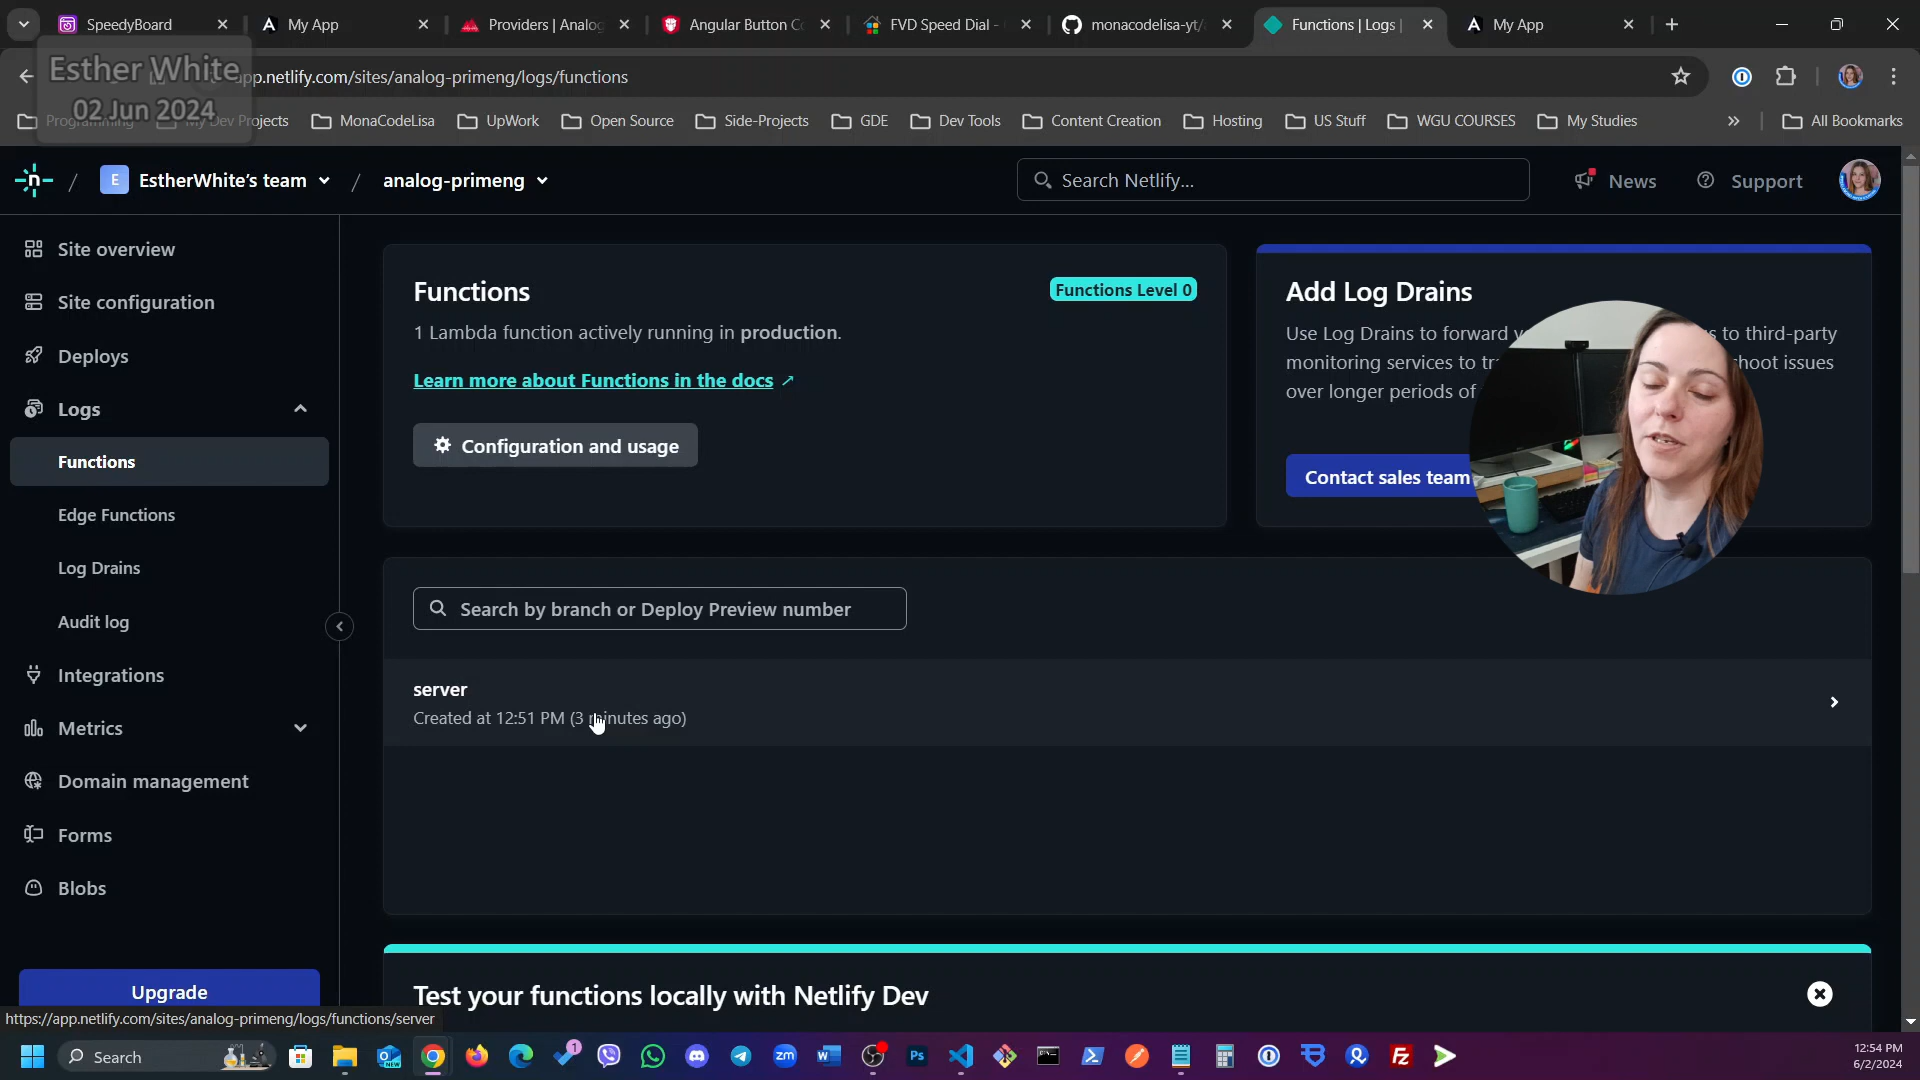 SpeedyBoard
My App
Providers | Analog
Angular Button Co
FVD Speed Dial -
monacodelisa-yt/
Functions | Logs |
My App
Esther White
02 Jun 2024
app.netlify.com/sites/analog-primeng/logs/functions
Programming
My Dev Projects
MonaCodeLisa
UpWork
Open Source
Side-Projects
GDE
Dev Tools
Content Creation
Hosting
US Stuff
WGU COURSES
My Studies
»
All Bookmarks
E
EstherWhite's team
/
analog-primeng
Search Netlify...
News
Support
Site overview
Site configuration
Deploys
Logs
Functions
Edge Functions
Log Drains
Audit log
Integrations
Metrics
Domain management
Forms
Blobs
Upgrade
Functions
Functions Level 0
1 Lambda function actively running in production.
Learn more about Functions in the docs
Configuration and usage
Add Log Drains
Use Log Drains to forward
to third-party
monitoring services to
shoot issues
over longer periods of
Contact sales team
Search by branch or Deploy Preview number
server
Created at 12:51 PM (3 minutes ago)
Test your functions locally with Netlify Dev
https://app.netlify.com/sites/analog-primeng/logs/functions/server
Search
12:54 PM
6/2/2024